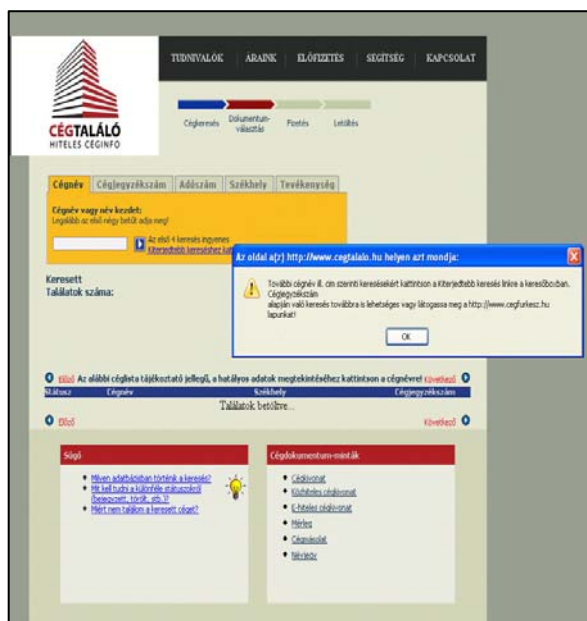 TUDNIVALÓK ÁRAINK ELŐFIZETÉS SEGÍTSÉG KAPCSOLAT
CÉGTALÁLÓ
HITELES CÉGINFO
Cégkeresés Dokumentum-választás Fizetés Letöltés
Cégnév Cégjegyzékszám Adószám Székhely Tevékenység
Cégnév vagy név kezdet:
Legalább az első négy betűt adja meg!
Az első 4 keresés ingyenes
Kiterjedtebb kereséshez
Az oldal a(z) http://www.cegtalalo.hu helyen azt mondja:
További cégnév ill. cím szerinti keresésekért kattintson a Kiterjedtebb keresés linkre a keresőboxban.
Cégjegyzékszám
alapján való keresés továbbra is lehetséges vagy látogassa meg a http://www.cegfurkesz.hu
lapunkat!
OK
Keresett
Találatok száma:
Előző Az alábbi céglista tájékoztató jellegű, a hatályos adatok megtekintéséhez kattintson a cégnévre! Következő
Státusz Cégnév Székhely Cégjegyzékszám
Találatok betöltve...
Előző Következő
Súgó
Milyen adatbázisban történik a keresés?
Mit kell tudni a különféle státuszokról
(bejegyzett, törölt, stb.)?
Miért nem találom a keresett céget?
Cégdokumentum-minták
Cégkivonat
Közhiteles cégkivonat
E-hiteles cégkivonat
Mérleg
Cégmásolat
Névjegy